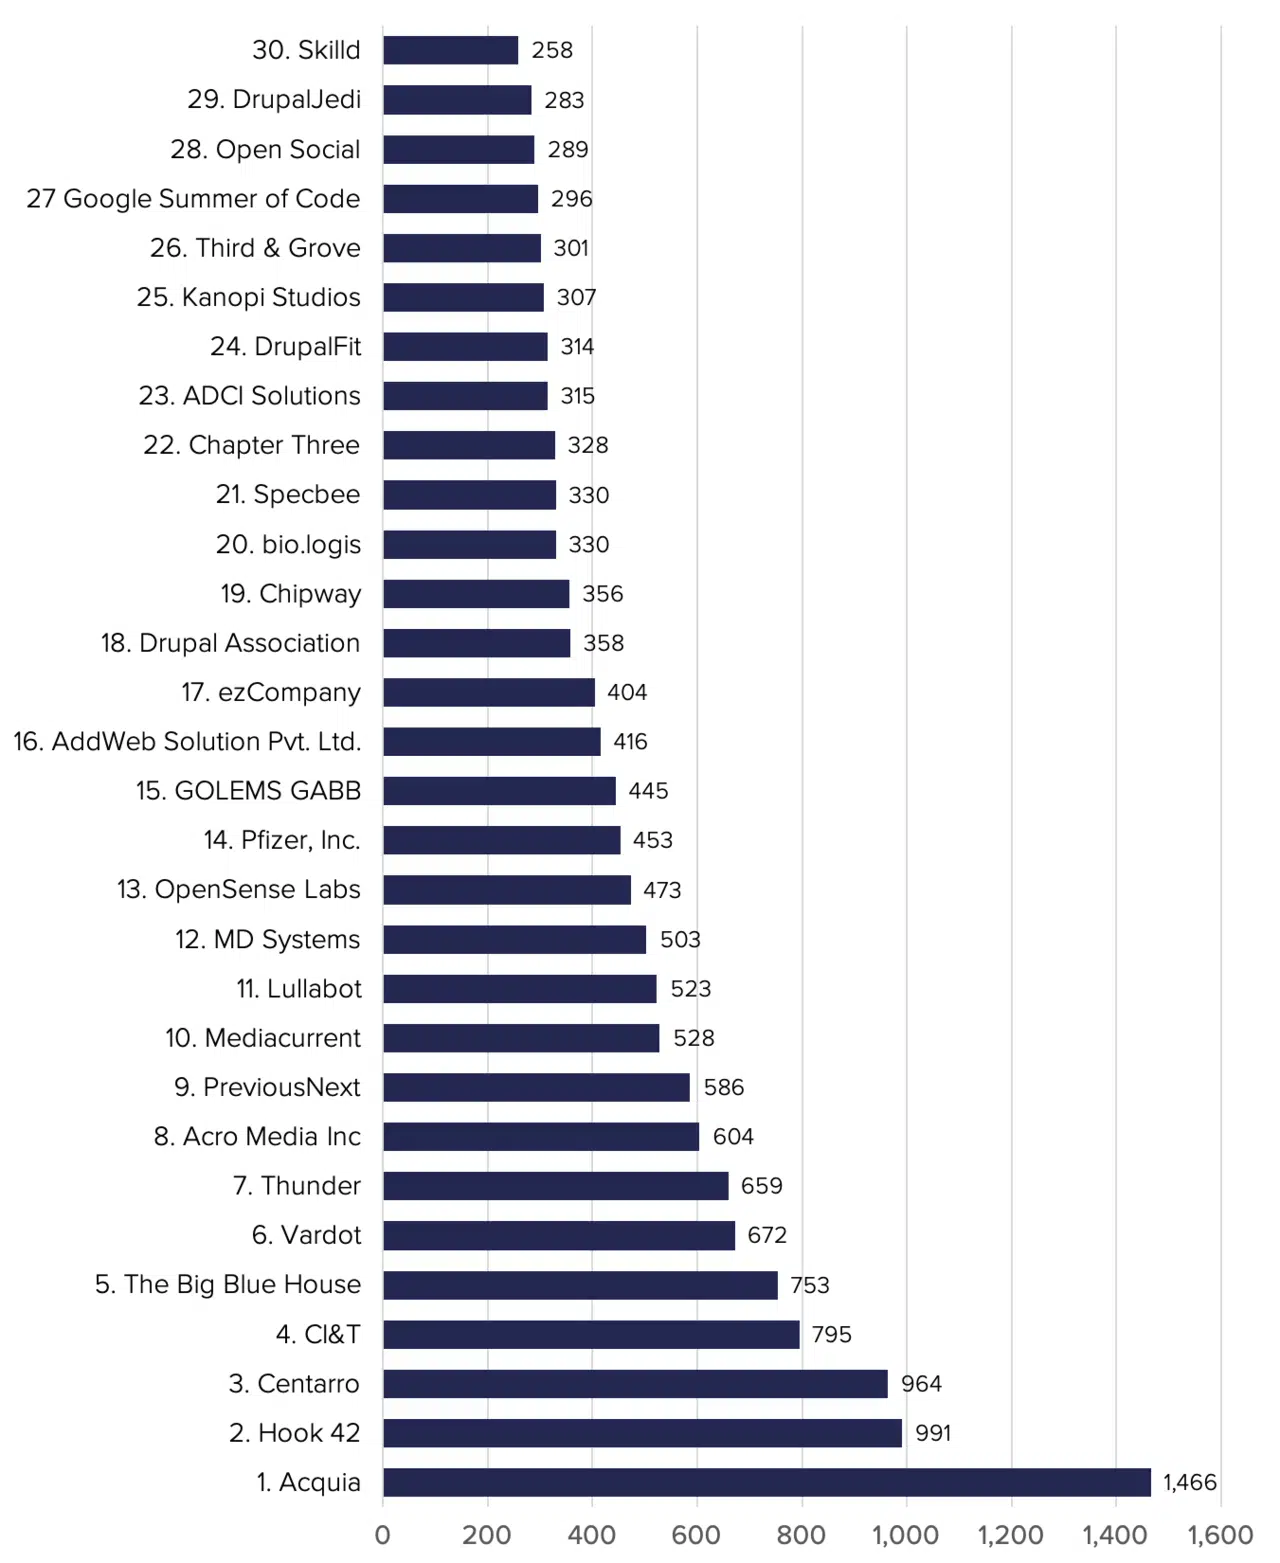 30. Skilld 258
29. DrupalJedi 283
28. Open Social 289
27 Google Summer of Code 296
26. Third & Grove 301
25. Kanopi Studios 307
24. DrupalFit 314
23. ADCI Solutions 315
22. Chapter Three 328
21. Specbee 330
20. bio.logis 330
19. Chipway 356
18. Drupal Association 358
17. ezCompany 404
16. AddWeb Solution Pvt. Ltd. 416
15. GOLEMS GABB 445
14. Pfizer, Inc. 453
13. OpenSense Labs 473
12. MD Systems 503
11. Lullabot 523
10. Mediacurrent 528
9. PreviousNext 586
8. Acro Media Inc 604
7. Thunder 659
6. Vardot 672
5. The Big Blue House 753
4. CI&T 795
3. Centarro 964
2. Hook 42 991
1. Acquia 1,466
0 200 400 600 800 1,000 1,200 1,400 1,600